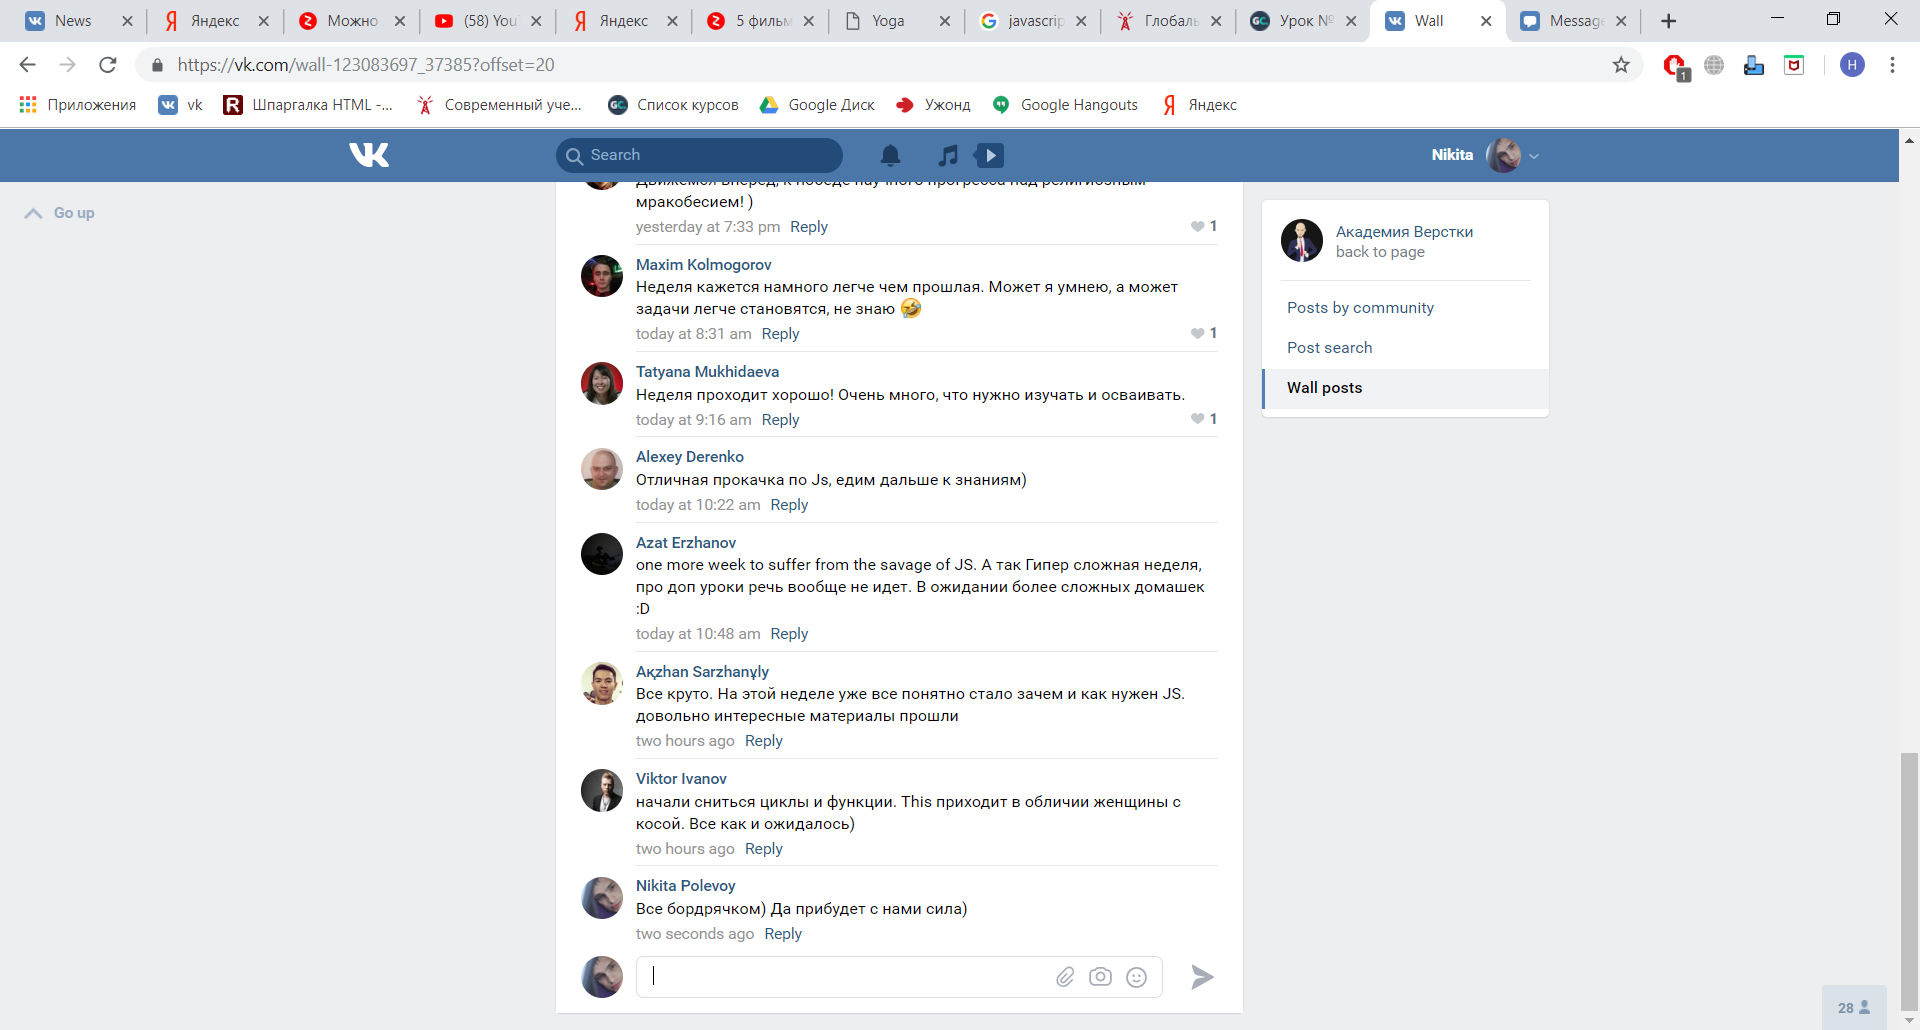 News
Яндекс
Можно
(58) You
Яндекс
5 фильм
Yoga
javascrip
Глобаль
Урок №
Wall
Message
https://vk.com/wall-123083697_37385?offset=20
1
H
Приложения
vk
Шпаргалка HTML -...
Современный уче...
Список курсов
Google Диск
Ужонд
Google Hangouts
Яндекс
Search
Nikita
Go up
Движемся вперед, к победе научного прогресса над религиозным
мракобесием! )
yesterday at 7:33 pm Reply
1
Maxim Kolmogorov
Неделя кажется намного легче чем прошлая. Может я умнею, а может
задачи легче становятся, не знаю 🤣
today at 8:31 am Reply
1
Tatyana Mukhidaeva
Неделя проходит хорошо! Очень много, что нужно изучать и осваивать.
today at 9:16 am Reply
1
Alexey Derenko
Отличная прокачка по Js, едим дальше к знаниям)
today at 10:22 am Reply
Azat Erzhanov
one more week to suffer from the savage of JS. А так Гипер сложная неделя,
про доп уроки речь вообще не идет. В ожидании более сложных домашек
:D
today at 10:48 am Reply
Aқzhan Sarzhanұly
Все круто. На этой неделе уже все понятно стало зачем и как нужен JS.
довольно интересные материалы прошли
two hours ago Reply
Viktor Ivanov
начали сниться циклы и функции. This приходит в обличии женщины с
косой. Все как и ожидалось)
two hours ago Reply
Nikita Polevoy
Все бордрячком) Да прибудет с нами сила)
two seconds ago Reply
Академия Верстки
back to page
Posts by community
Post search
Wall posts
28